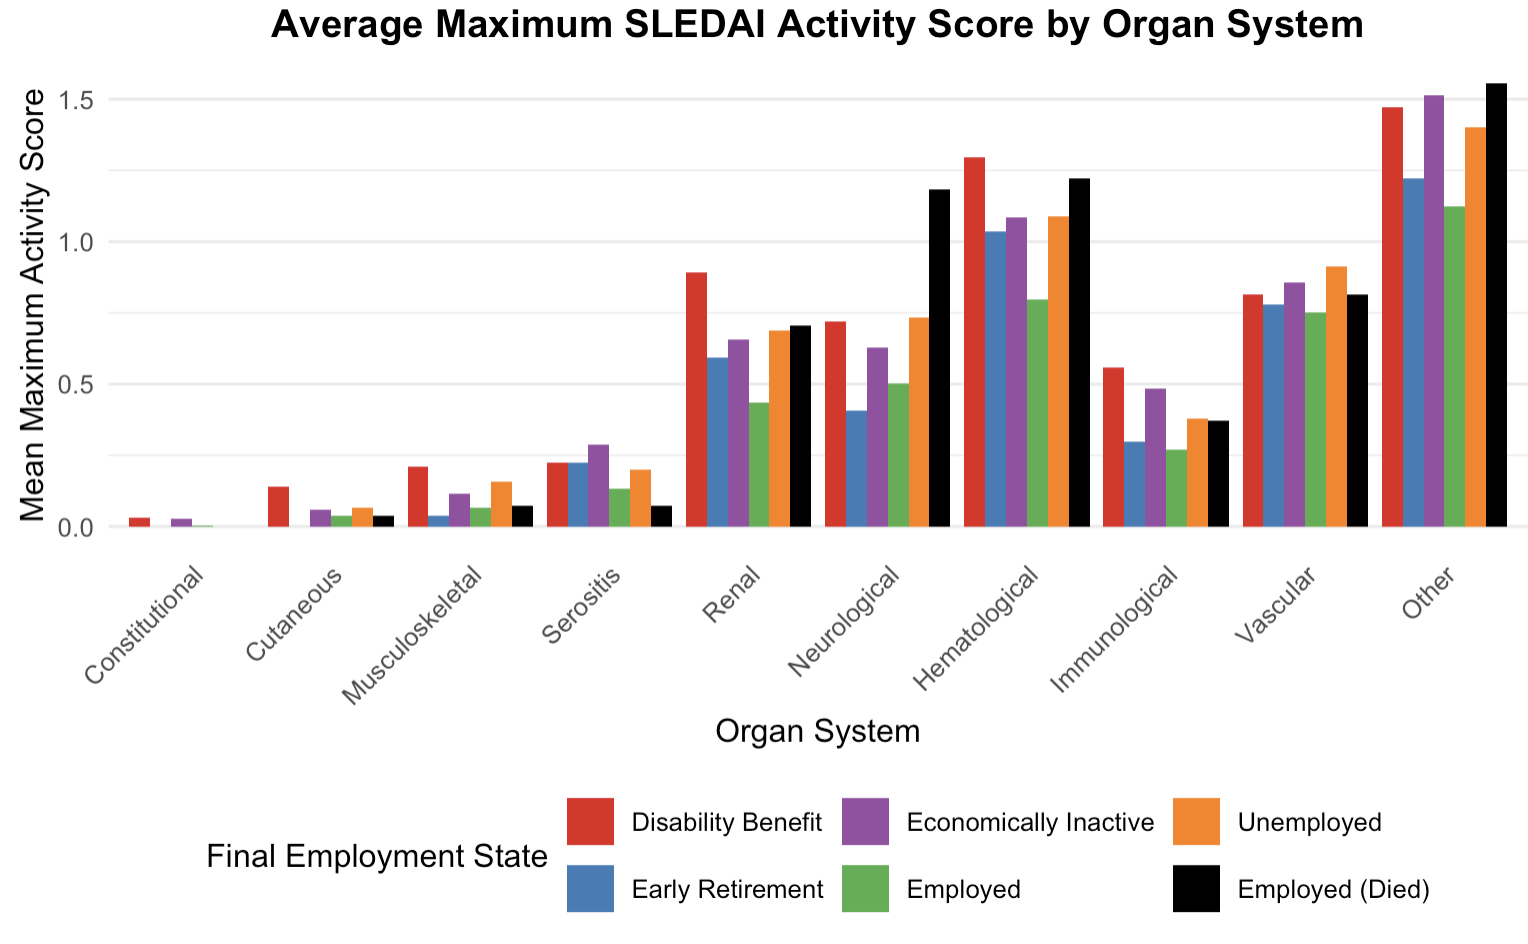 Average Maximum SLEDAI Activity Score by Organ System
Mean Maximum Activity Score
1.5
1.0
0.5
0.0
Constitutional
Cutaneous
Musculoskeletal
Serositis
Renal
Neurological
Hematological
Immunological
Vascular
Other
Organ System
Final Employment State
Disability Benefit
Economically Inactive
Unemployed
Early Retirement
Employed
Employed (Died)